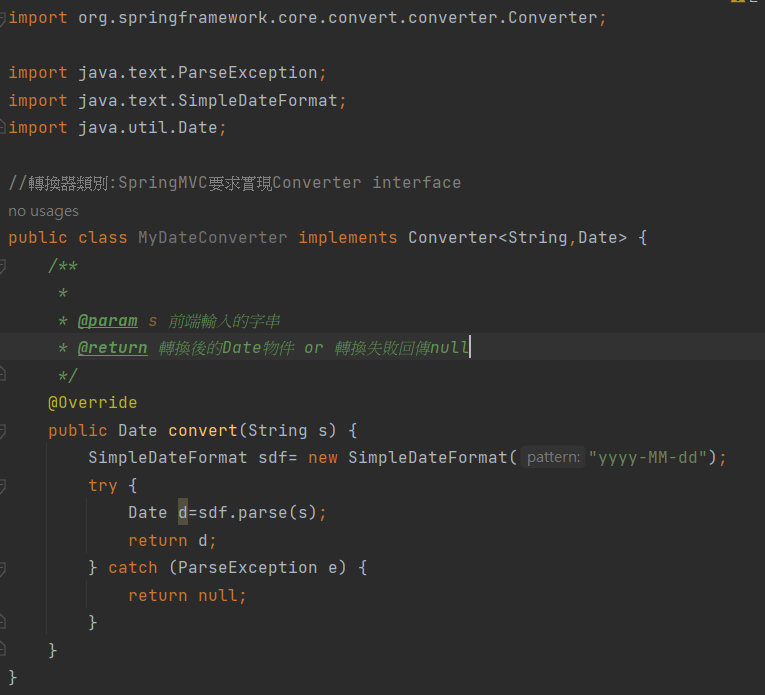 import org.springframework.core.convert.converter.Converter;
import java.text.ParseException;
import java.text.SimpleDateFormat;
import java.util.Date;
//轉換器類別:SpringMVC要求實現Converter interface
no usages
public class MyDateConverter implements Converter<String,Date> {
/**
*
* @param s 前端輸入的字串
* @return 轉換後的Date物件 or 轉換失敗回傳null
*/
@Override
public Date convert(String s) {
SimpleDateFormat sdf= new SimpleDateFormat( pattern: "yyyy-MM-dd");
try {
Date d=sdf.parse(s);
return d;
} catch (ParseException e) {
return null;
}
}
}